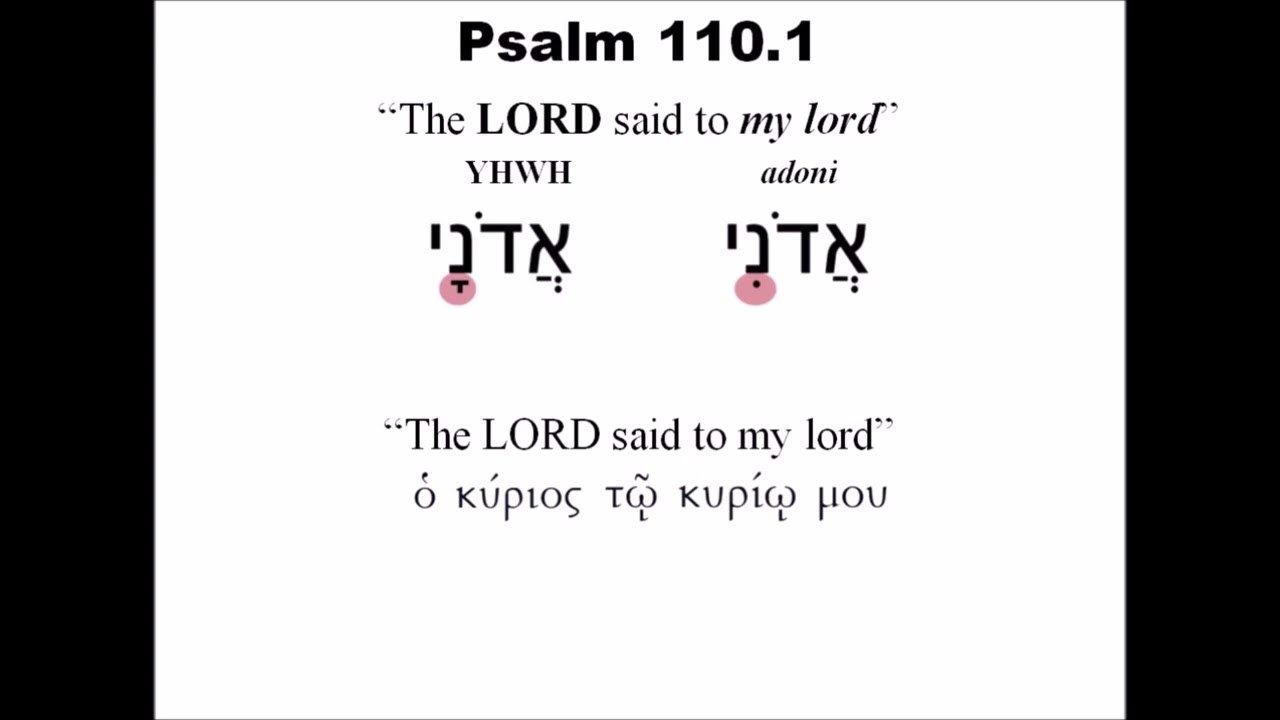 Psalm 110.1
“The LORD said to my lord”
YHWH adoni
אֲדֹנָי אֲדֹנִי
“The LORD said to my lord”
ὁ κύριος τῷ κυρίῳ μου